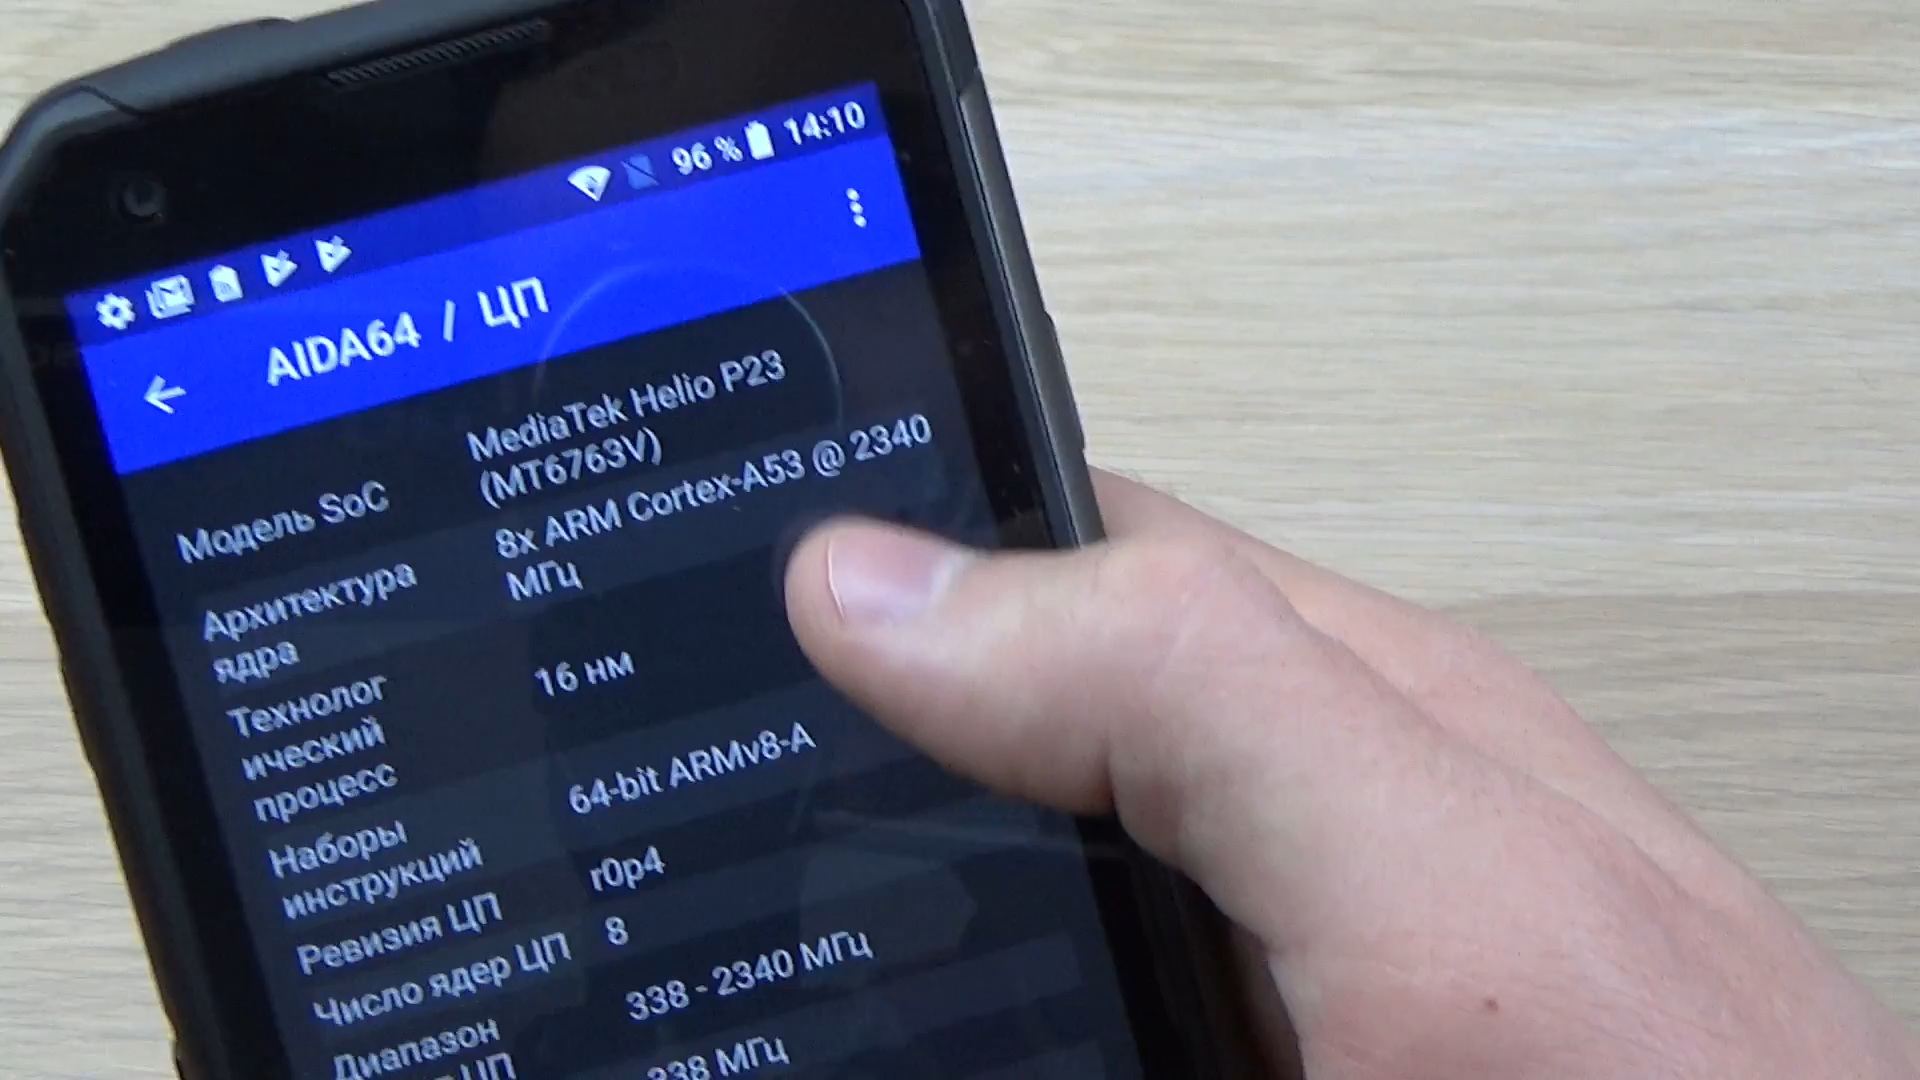 96 % 14:10
AIDA64 / ЦП
Модель SoC
MediaTek Helio P23
(MT6763V)
Архитектура
ядра
8x ARM Cortex-A53 @ 2340
МГц
Технолог
ический
процесс
16 нм
Наборы
инструкций
64-bit ARMv8-A
Ревизия ЦП
r0p4
Число ядер ЦП
8
Диапазон
ЦП
338 - 2340 МГц
338 МГц